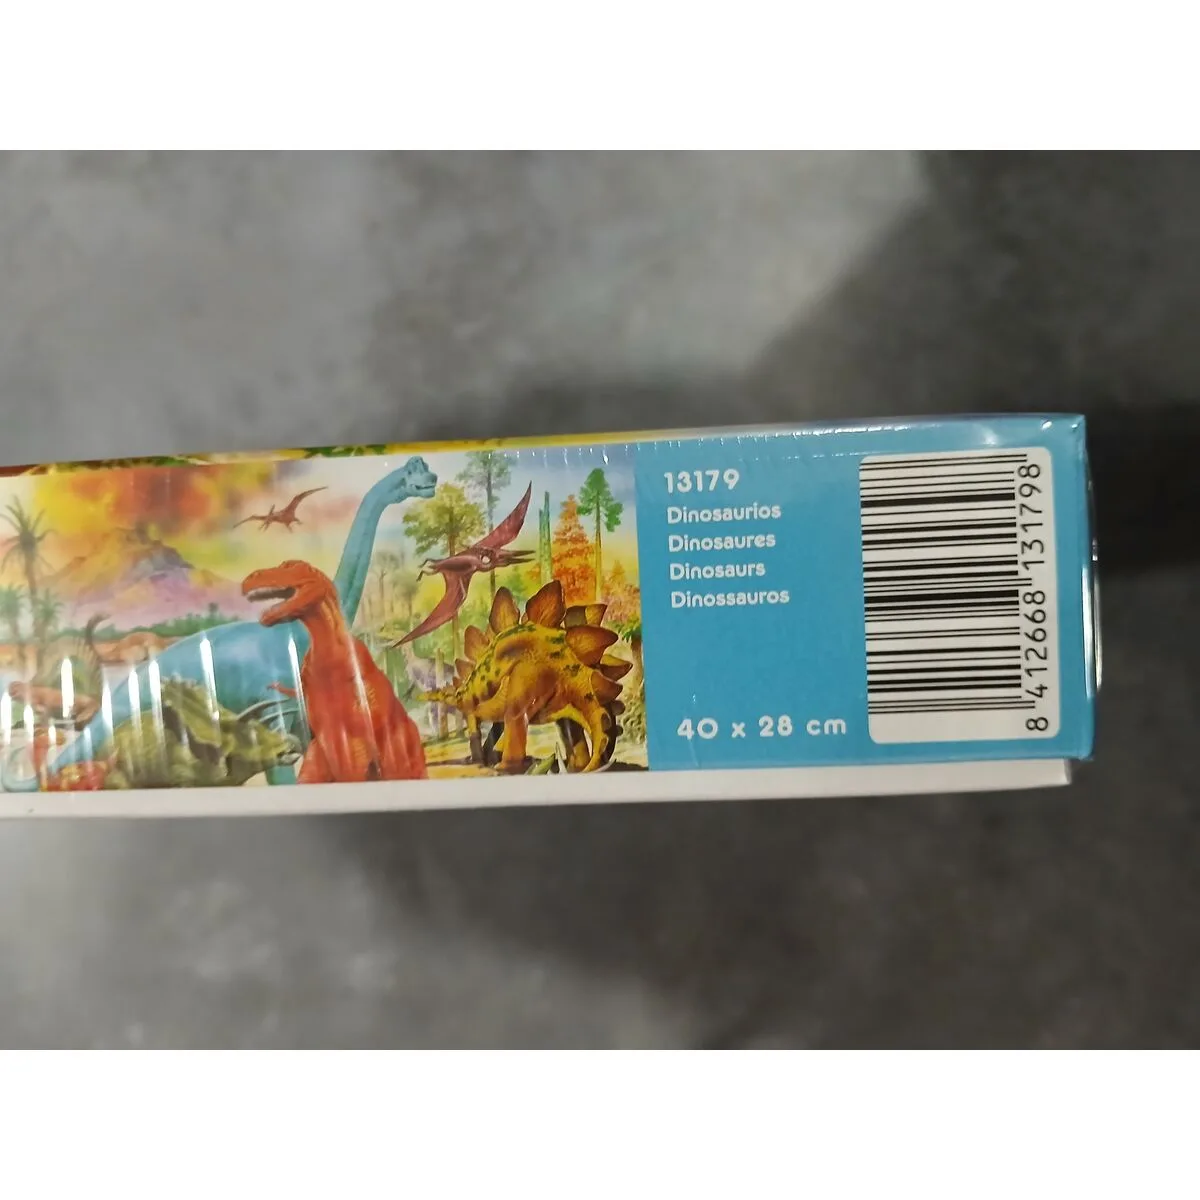 13179
Dinosaurios
Dinosaures
Dinosaurs
Dinossauros
40 x 28 cm
8 412668 131798